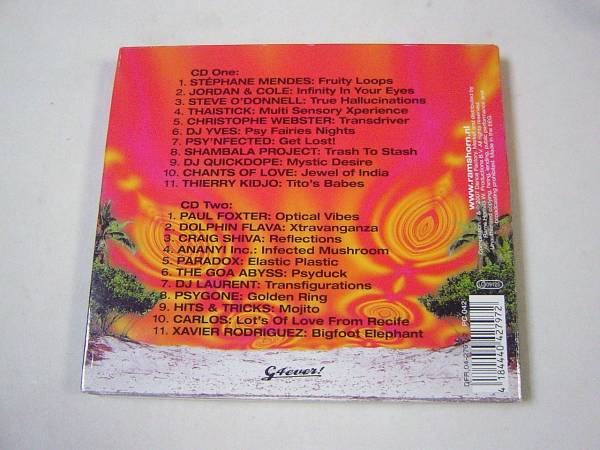 CD One:
1. STÉPHANE MENDES: Fruity Loops
2. JORDAN & COLE: Infinity In Your Eyes
3. STEVE O'DONNELL: True Hallucinations
4. THAISTICK: Multi Sensory Xperience
5. CHRISTOPHE WEBSTER: Transdriver
6. DJ YVES: Psy Fairies Nights
7. PSY'NFECTED: Get Lost!
8. SHAMBALA PROJECT: Trash To Stash
9. DJ QUICKDOPE: Mystic Desire
10. CHANTS OF LOVE: Jewel of India
11. THIERRY KIDJO: Tito's Babes
CD Two:
1. PAUL FOXTER: Optical Vibes
2. DOLPHIN FLAVA: Xtravanganza
3. CRAIG SHIVA: Reflections
4. ANANYI Inc.: Infected Mushroom
5. PARADOX: Elastic Plastic
6. THE GOA ABYSS: Psyduck
7. DJ LAURENT: Transfigurations
8. PSYGONE: Golden Ring
9. HITS & TRICKS: Mojito
10. CARLOS: Lot's Of Love From Recife
11. XAVIER RODRIGUEZ: Bigfoot Elephant
G4ever!
www.ramshorn.nl
PC 042
4 184440 427972